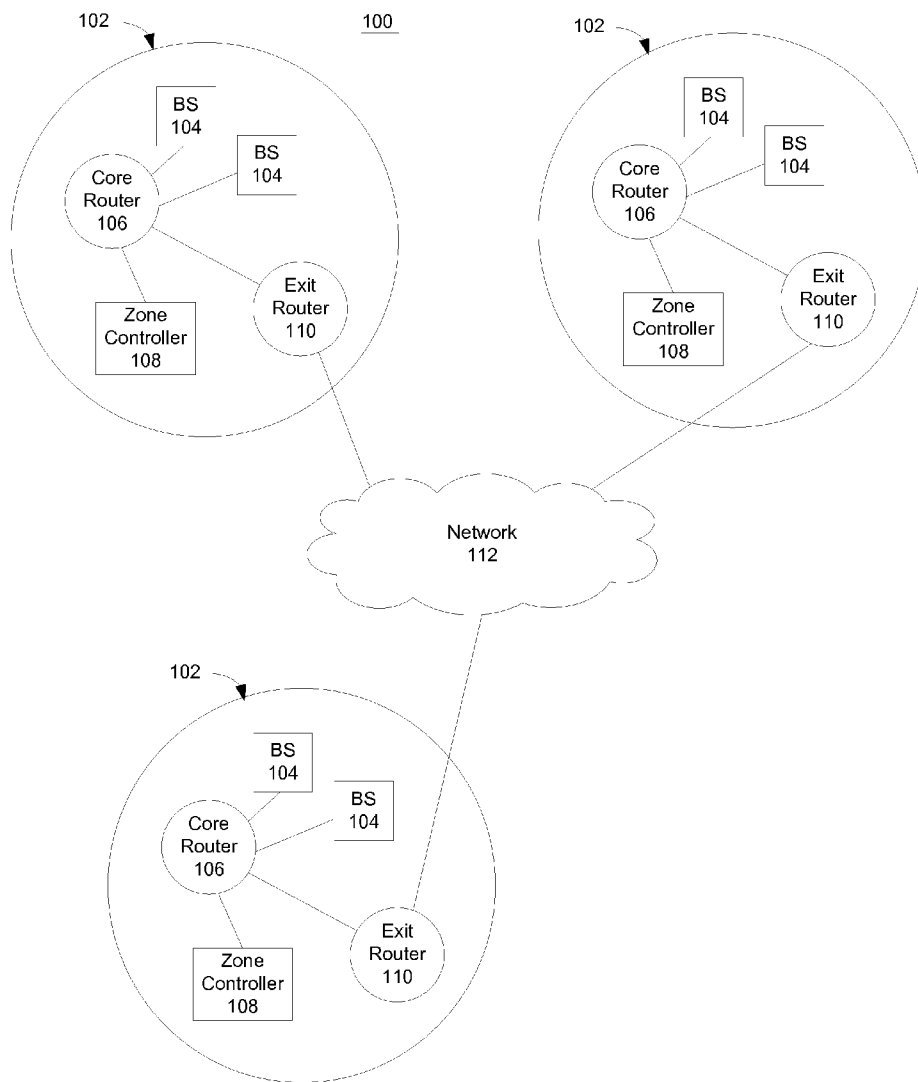 102
100
102
BS
104
BS
104
Core
Router
106
Exit
Router
110
Zone
Controller
108
BS
104
BS
104
Core
Router
106
Exit
Router
110
Zone
Controller
108
Network
112
102
BS
104
BS
104
Core
Router
106
Exit
Router
110
Zone
Controller
108